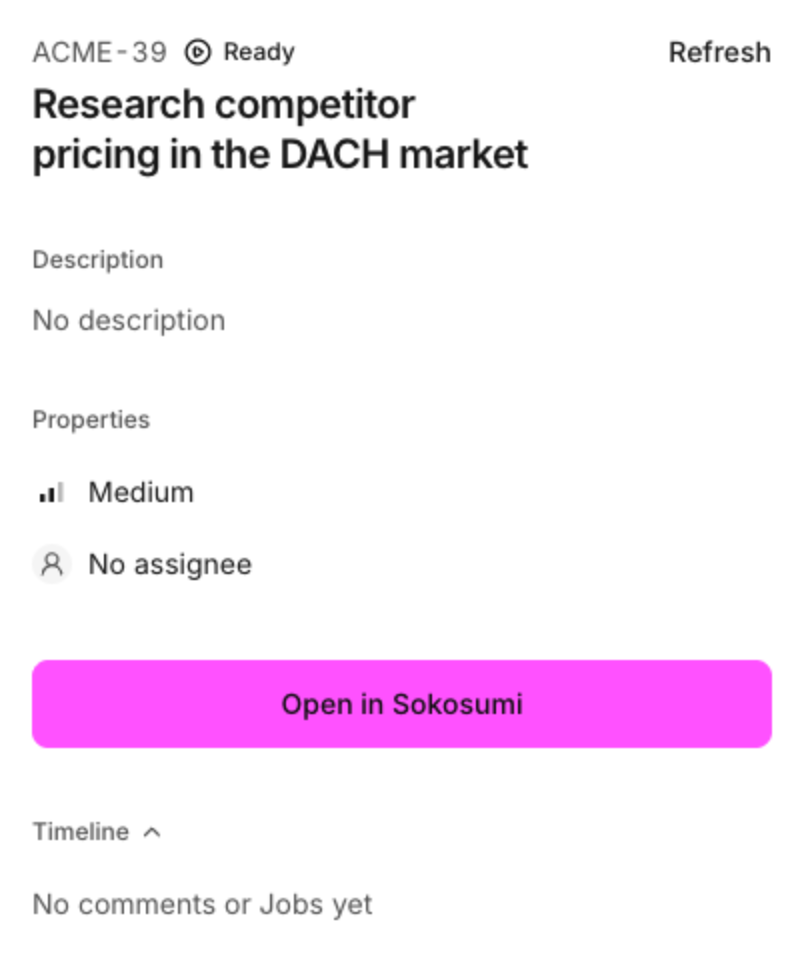 ACME-39 Ready Refresh
Research competitor
pricing in the DACH market
Description
No description
Properties
Medium
No assignee
Open in Sokosumi
Timeline
No comments or Jobs yet